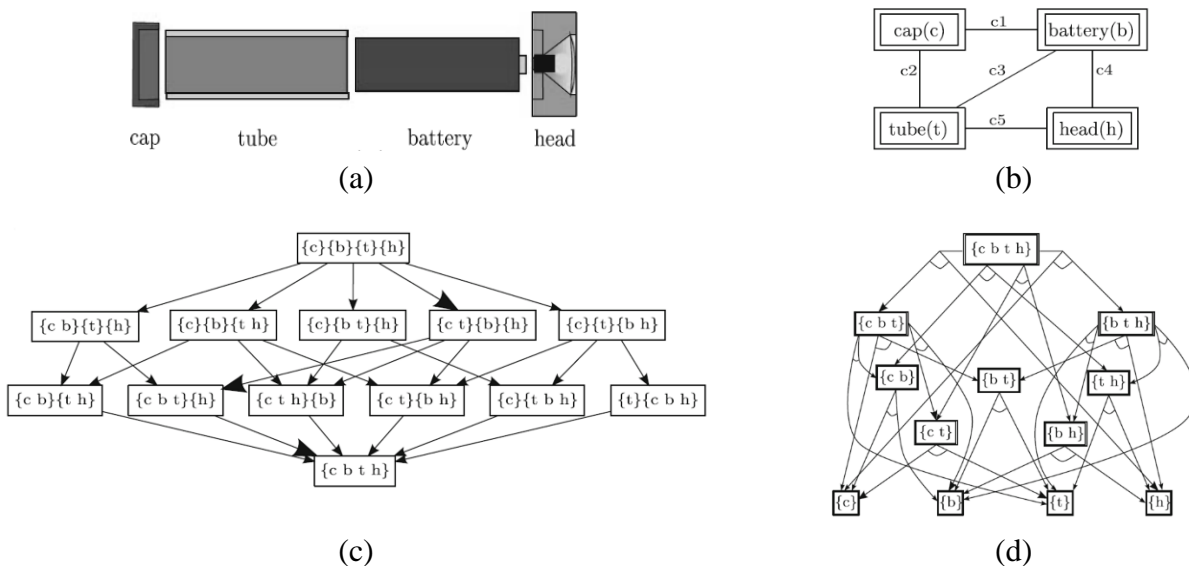 cap tube battery head
(a)
cap(c) c1 battery(b)
c2 c3 c4
tube(t) c5 head(h)
(b)
{c}{b}{t}{h}
{c b}{t}{h} {c}{b}{t h} {c}{b t}{h} {c t}{b}{h} {c}{t}{b h}
{c b}{t h} {c b t}{h} {c t h}{b} {c t}{b h} {c}{t b h} {t}{c b h}
{c b t h}
(c)
{c b t h}
{c b t} {b t h}
{c b} {b t} {t h}
{c t} {b h}
{c} {b} {t} {h}
(d)